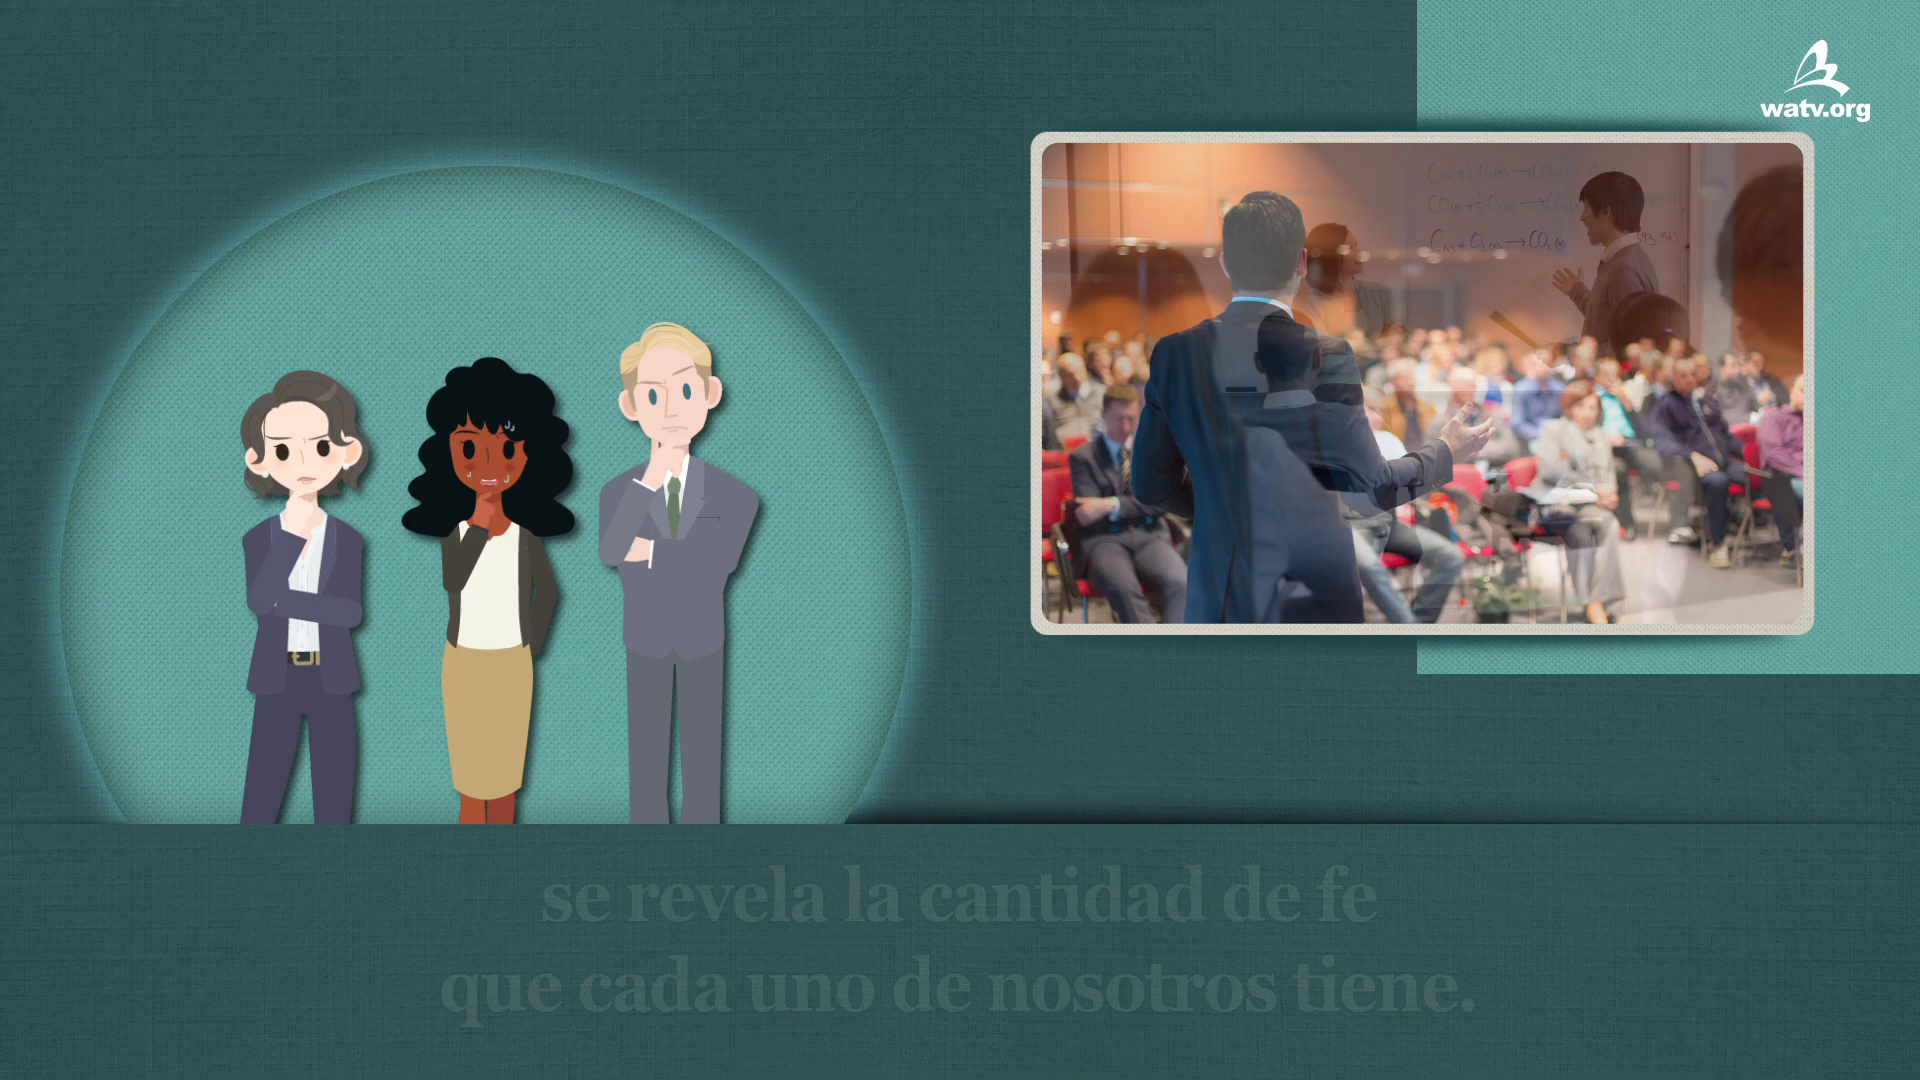 watv.org
se revela la cantidad de fe
que cada uno de nosotros tiene.